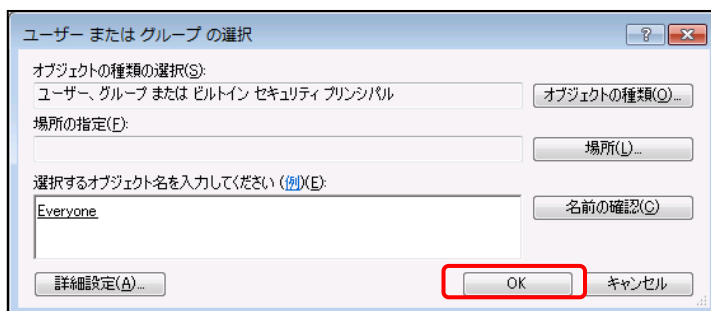 ユーザー または グループ の選択
オブジェクトの種類の選択(S):
ユーザー、グループ または ビルトイン セキュリティ プリンシパル
オブジェクトの種類(O)...
場所の指定(F):
場所(L)...
選択するオブジェクト名を入力してください (例)(E):
Everyone
名前の確認(C)
詳細設定(A)...
OK
キャンセル